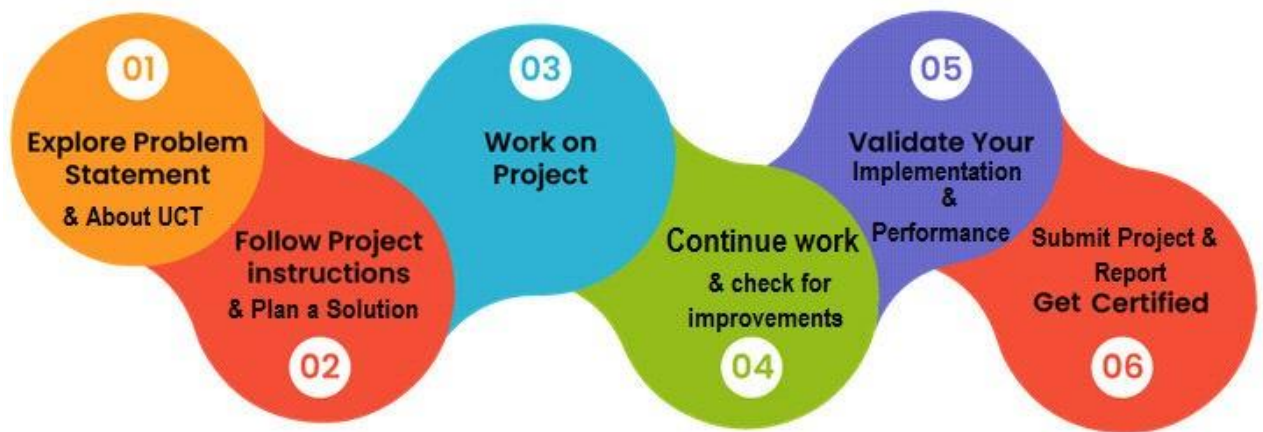 01
Explore Problem
Statement
& About UCT
Follow Project
instructions
& Plan a Solution
02
03
Work on
Project
Continue work
& check for
improvements
04
05
Validate Your
Implementation
&
Performance
Submit Project &
Report
Get Certified
06